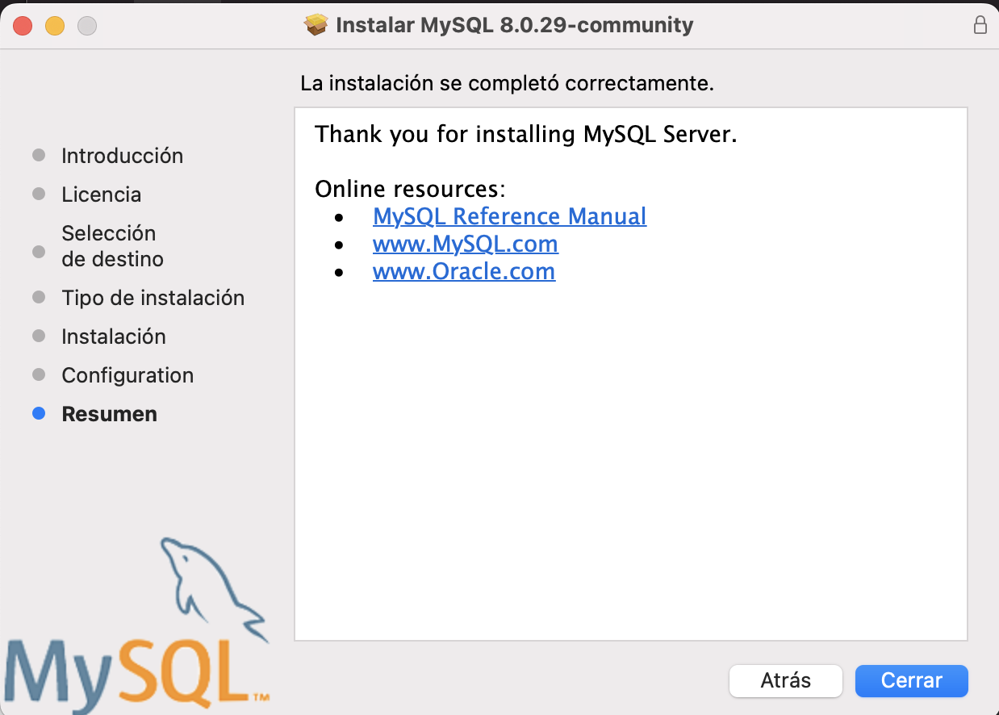 Instalar MySQL 8.0.29-community
La instalación se completó correctamente.
Introducción
Licencia
Selección
de destino
Tipo de instalación
Instalación
Configuration
Resumen
Thank you for installing MySQL Server.
Online resources:
• MySQL Reference Manual
• www.MySQL.com
• www.Oracle.com
MySQL™
Atrás
Cerrar